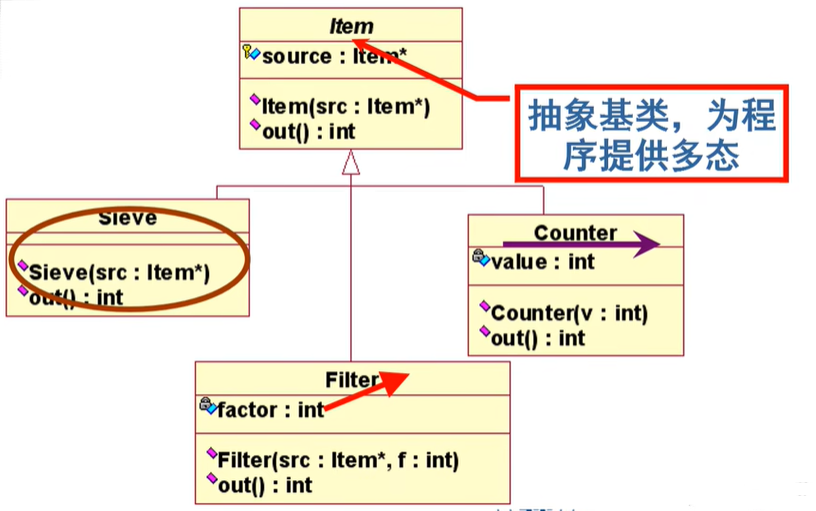 Item
source : Item*
Item(src : Item*)
out() : int
抽象基类，为程
序提供多态
Sieve
Sieve(src : Item*)
out() : int
Counter
value : int
Counter(v : int)
out() : int
Filter
factor : int
Filter(src : Item*, f : int)
out() : int